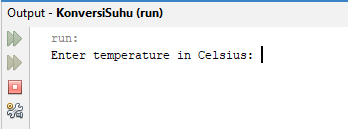 Output - KonversiSuhu (run)
run:
Enter temperature in Celsius: